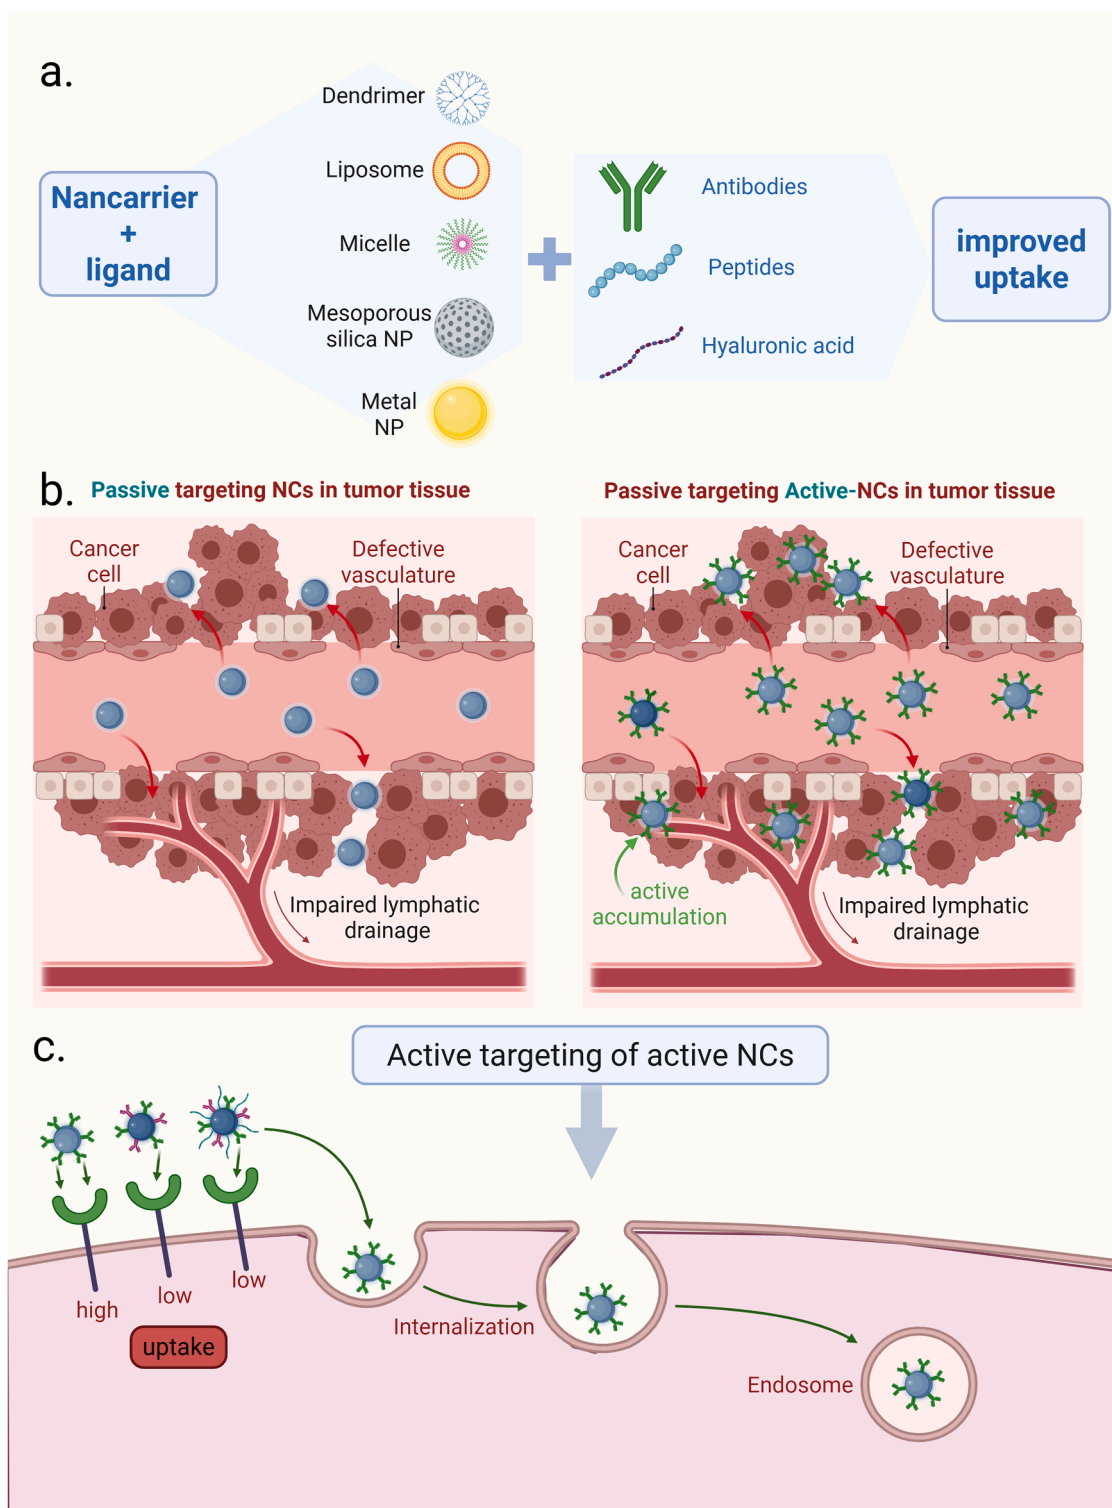 a.
Nancarrier
+
ligand
Dendrimer
Liposome
Micelle
Mesoporous
silica NP
Metal
NP
Antibodies
Peptides
Hyaluronic acid
improved
uptake
b.
Passive targeting NCs in tumor tissue
Cancer
cell
Defective
vasculature
Impaired lymphatic
drainage
Passive targeting Active-NCs in tumor tissue
Cancer
cell
Defective
vasculature
active
accumulation
Impaired lymphatic
drainage
c.
Active targeting of active NCs
high
low
low
uptake
Internalization
Endosome